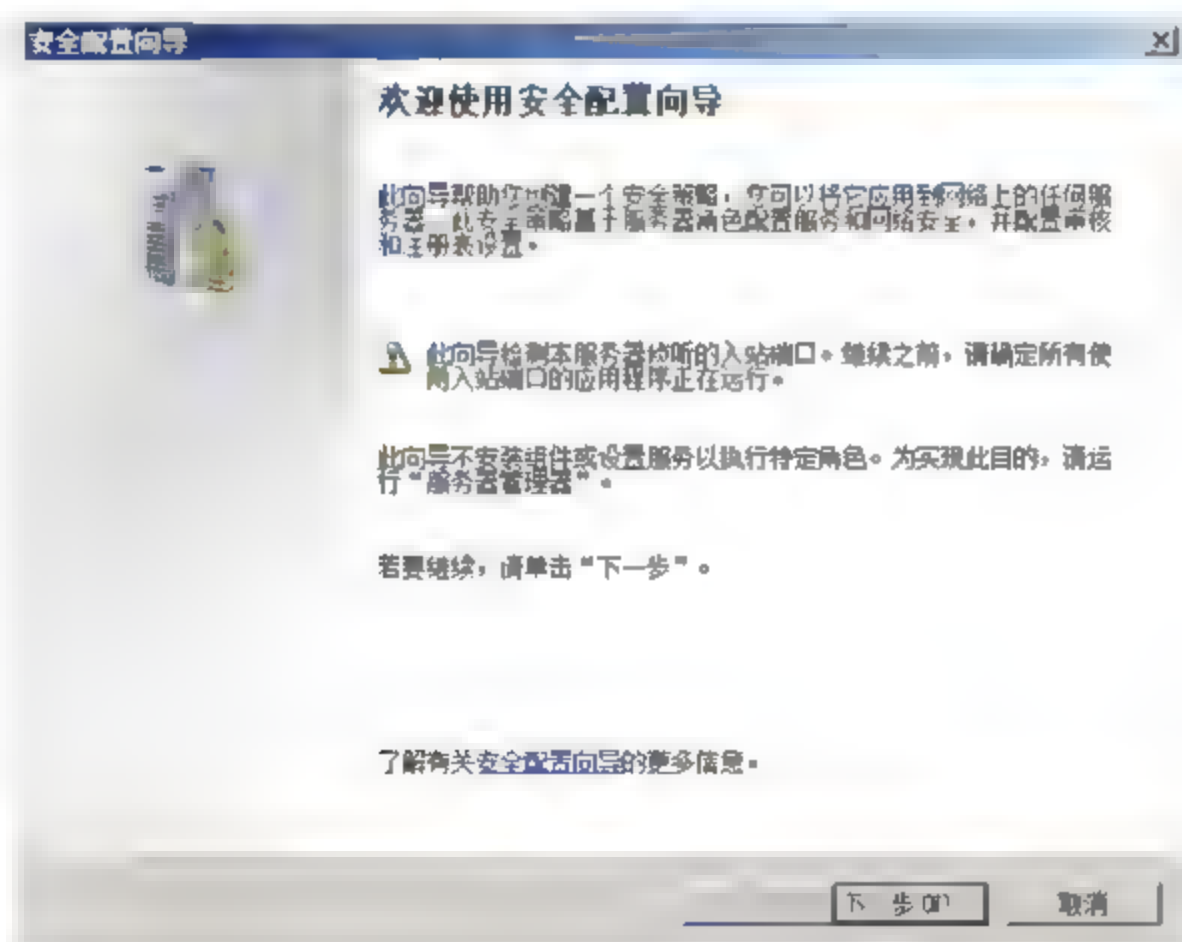 安全配置向导
欢迎使用安全配置向导
此向导帮助您创建一个安全策略，您可以将它应用到网络上的任何服
务器。此安全策略基于服务器角色配置服务和网络安全，并配置审核
和注册表设置。
此向导检测本服务器侦听的入站端口。继续之前，请确定所有使
用入站端口的应用程序正在运行。
此向导不安装组件或设置服务以执行特定角色。为实现此目的，请运
行“服务器管理器”。
若要继续，请单击“下一步”。
了解有关安全配置向导的更多信息。
下一步(N)
取消